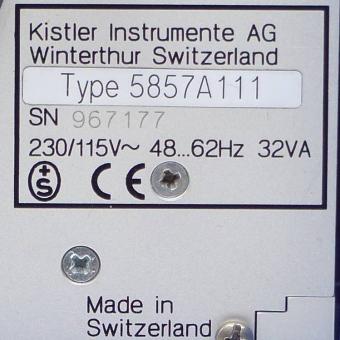 Kistler Instrumente AG
Winterthur Switzerland
Type 5857A111
SN 967177
230/115V~ 48...62Hz 32VA
+S CE
Made in
Switzerland